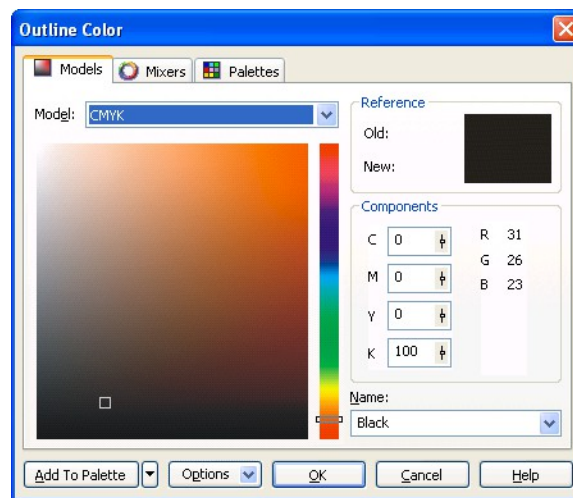 Outline Color
Models Mixers Palettes
Model: CMYK
Reference
Old:
New:
Components
C 0 R 31
M 0 G 26
Y 0 B 23
K 100
Name:
Black
Add To Palette Options OK Cancel Help